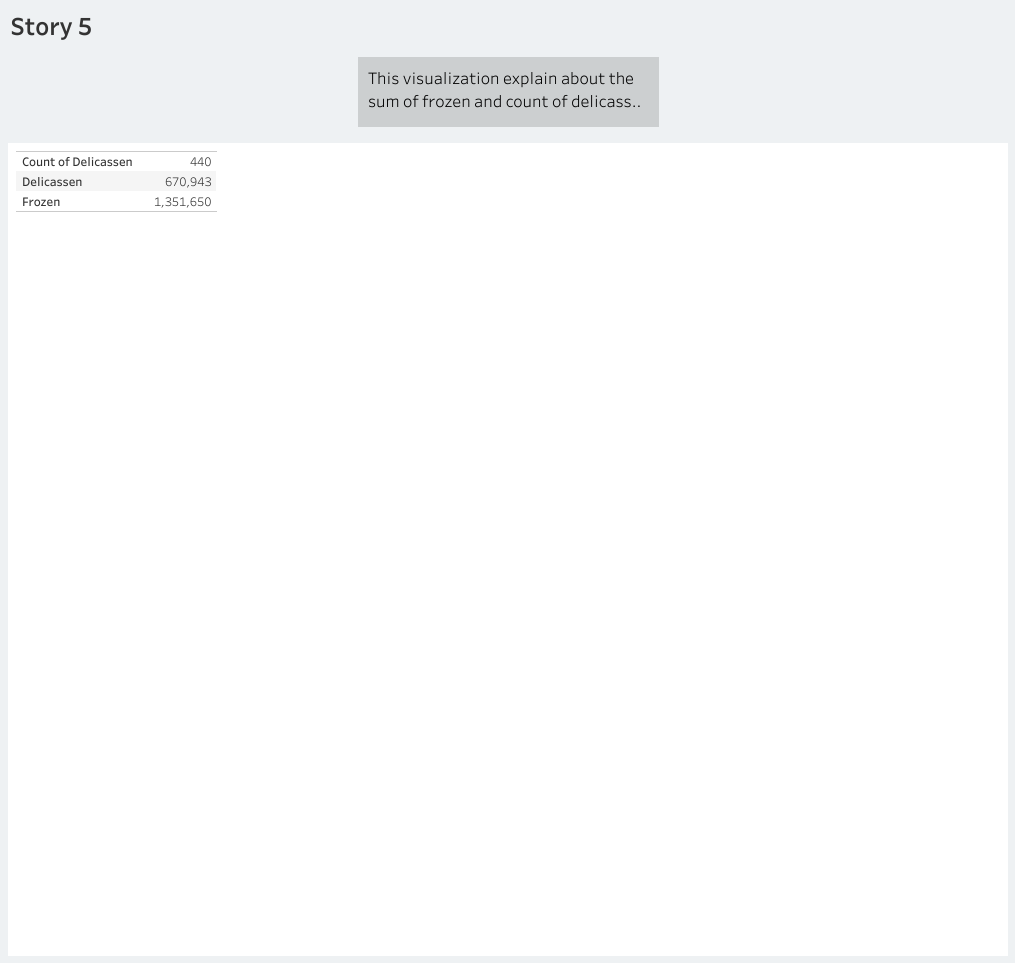 Story 5
This visualization explain about the
sum of frozen and count of delicass..
Count of Delicassen 440
Delicassen 670,943
Frozen 1,351,650